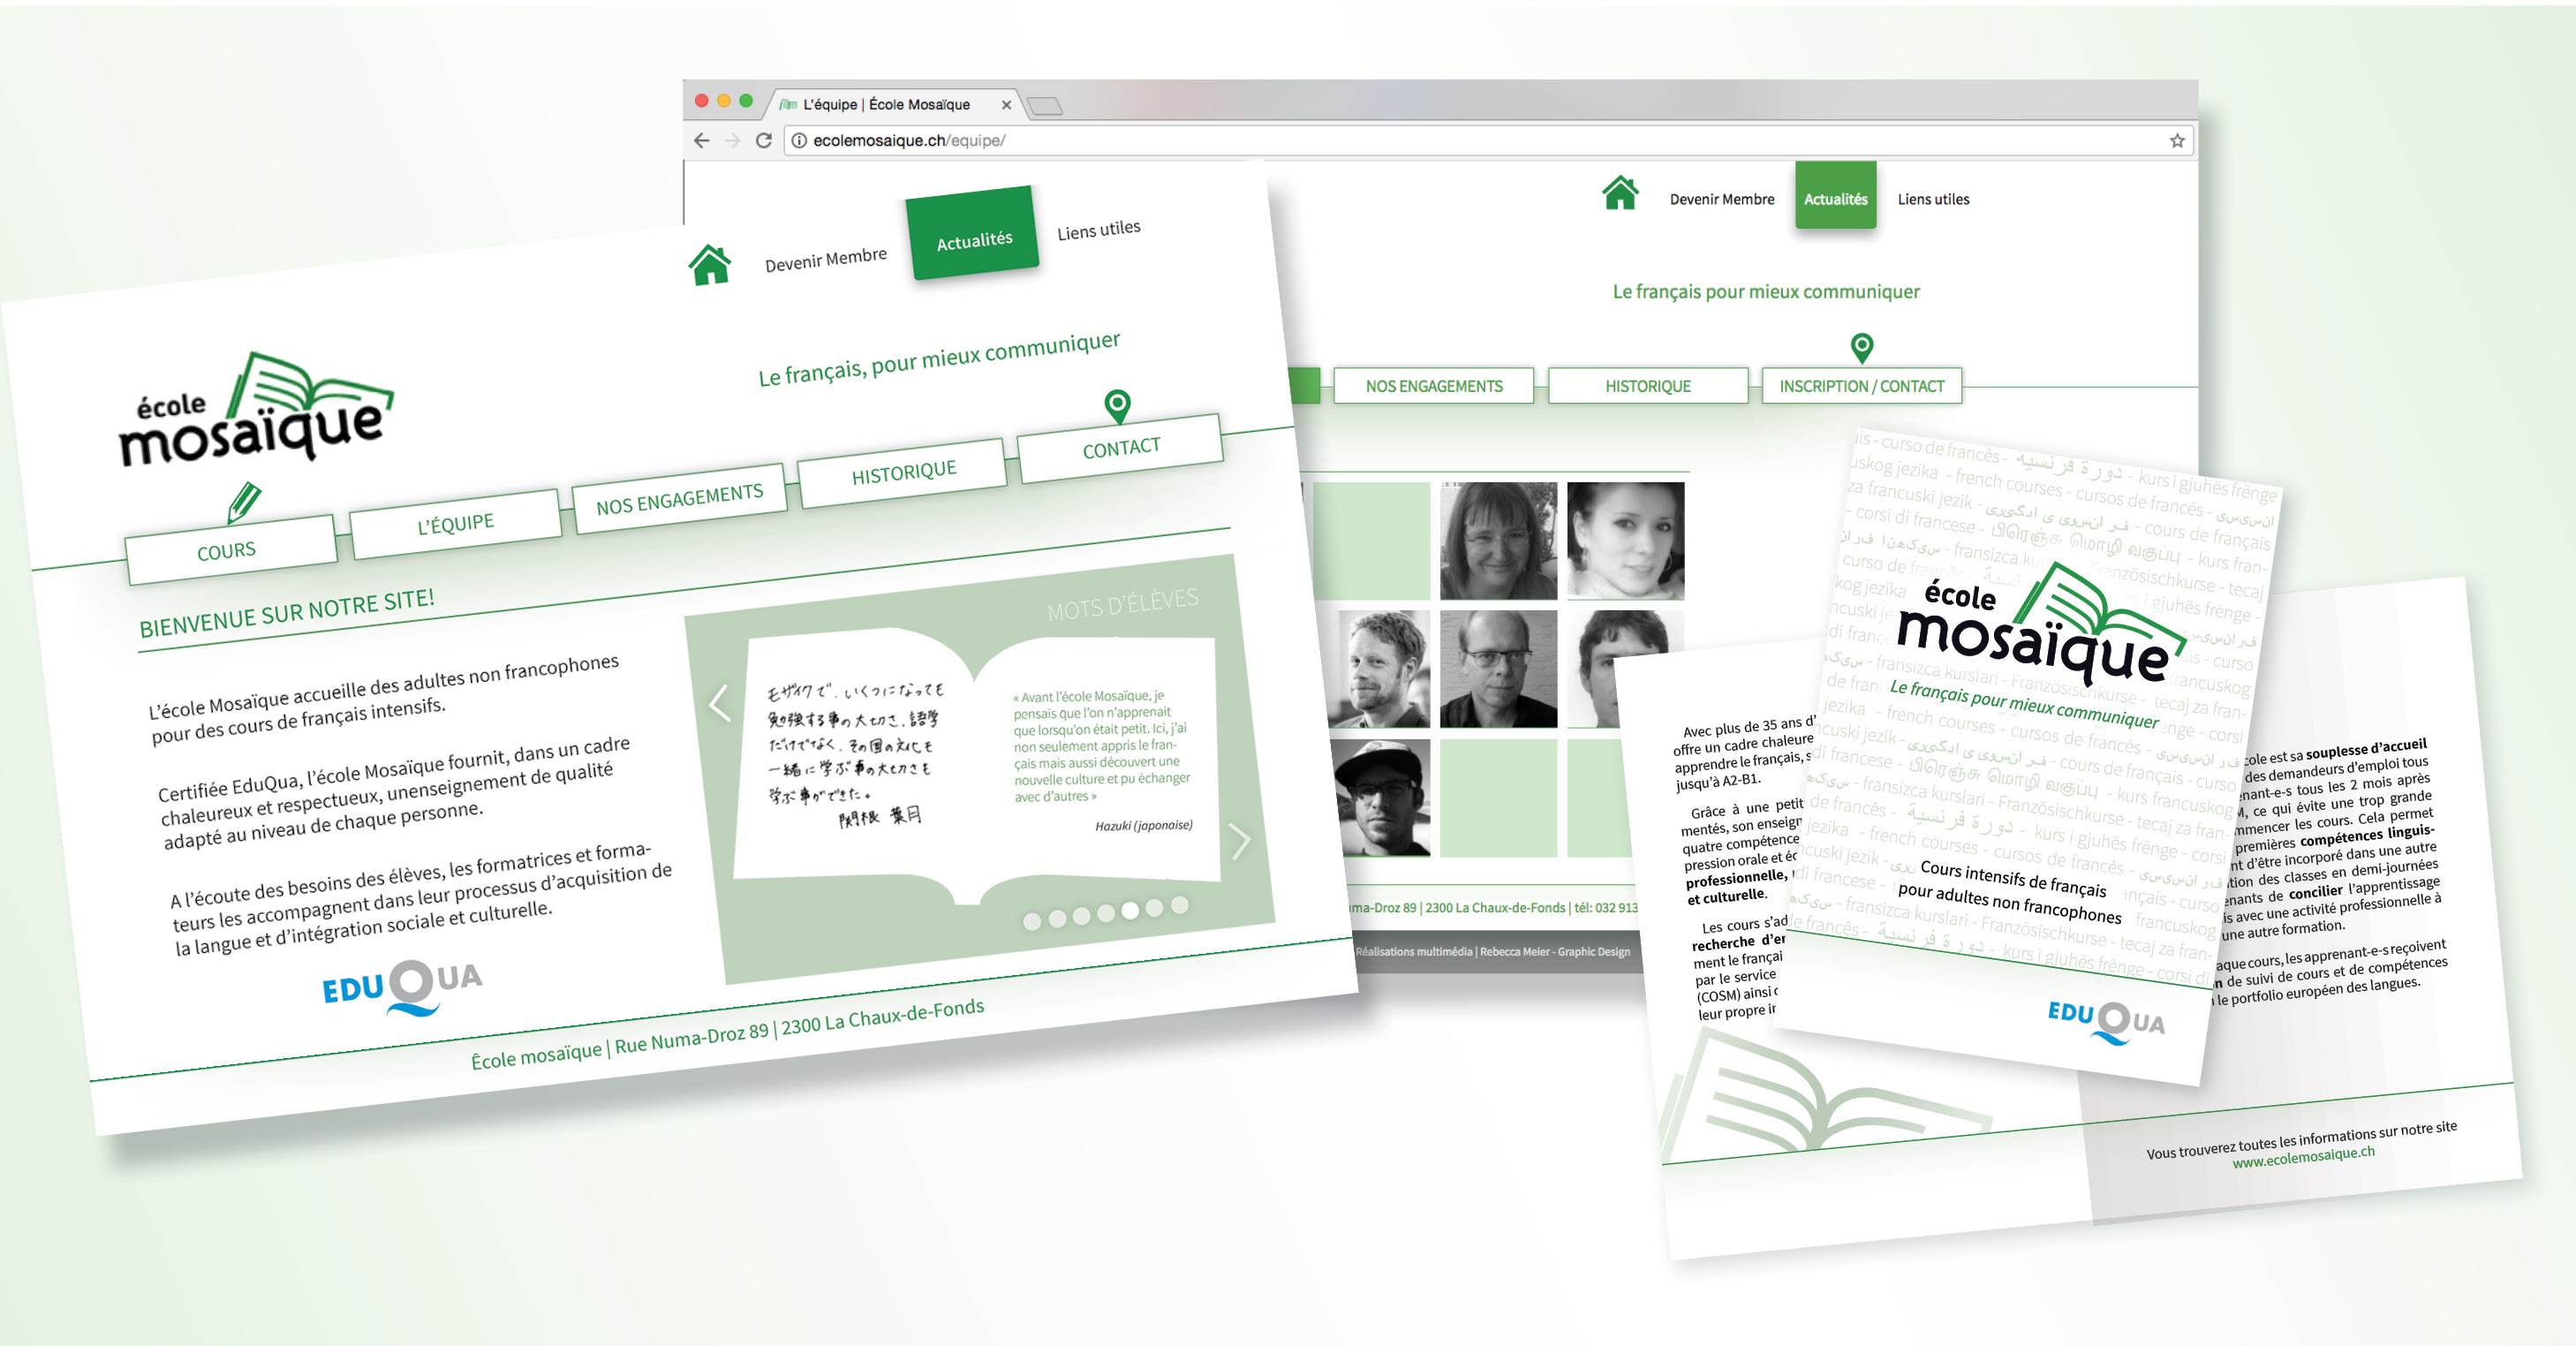 L'équipe | École Mosaïque
ecolemosaique.ch/equipe/
Devenir Membre
Actualités
Liens utiles
Le français pour mieux communiquer
NOS ENGAGEMENTS
HISTORIQUE
INSCRIPTION / CONTACT
ma-Droz 89 | 2300 La Chaux-de-Fonds | tél: 032 913
Réalisations multimédia | Rebecca Meier - Graphic Design
Devenir Membre
Actualités
Liens utiles
école
mosaïque
Le français, pour mieux communiquer
COURS
L'ÉQUIPE
NOS ENGAGEMENTS
HISTORIQUE
CONTACT
BIENVENUE SUR NOTRE SITE!
L'école Mosaïque accueille des adultes non francophones
pour des cours de français intensifs.
Certifiée EduQua, l'école Mosaïque fournit, dans un cadre
chaleureux et respectueux, unenseignement de qualité
adapté au niveau de chaque personne.
A l'écoute des besoins des élèves, les formatrices et forma-
teurs les accompagnent dans leur processus d'acquisition de
la langue et d'intégration sociale et culturelle.
EDUQUA
MOTS D'ÉLÈVES
モザイクで、いくつになっても
勉強する事の大切さ、語学
だけでなく、その国の文化も
一緒に学ぶ事の大切さを
学ぶ事ができた。
関根 葉月
« Avant l'école Mosaïque, je
pensais que l'on n'apprenait
que lorsqu'on était petit. Ici, j'ai
non seulement appris le fran-
çais mais aussi découvert une
nouvelle culture et pu échanger
avec d'autres »
Hazuki (japonaise)
École mosaïque | Rue Numa-Droz 89 | 2300 La Chaux-de-Fonds
école
mosaïque
Le français pour mieux communiquer
Cours intensifs de français
pour adultes non francophones
EDUQUA
Avec plus de 35 ans d'
offre un cadre chaleure
apprendre le français, s
jusqu'à A2-B1.
Grâce à une petit
mentés, son enseign
quatre compétence
pression orale et éc
professionnelle,
et culturelle.
Les cours s'ad
recherche d'er
ment le françai
par le service
(COSM) ainsi
leur propre ir
cole est sa souplesse d'accueil
des demandeurs d'emploi tous
enant-e-s tous les 2 mois après
M, ce qui évite une trop grande
mmencer les cours. Cela permet
premières compétences linguis-
t d'être incorporé dans une autre
ition des classes en demi-journées
enants de concilier l'apprentissage
is avec une activité professionnelle à
une autre formation.
aque cours, les apprenant-e-s reçoivent
n de suivi de cours et de compétences
le portfolio européen des langues.
Vous trouverez toutes les informations sur notre site
www.ecolemosaique.ch